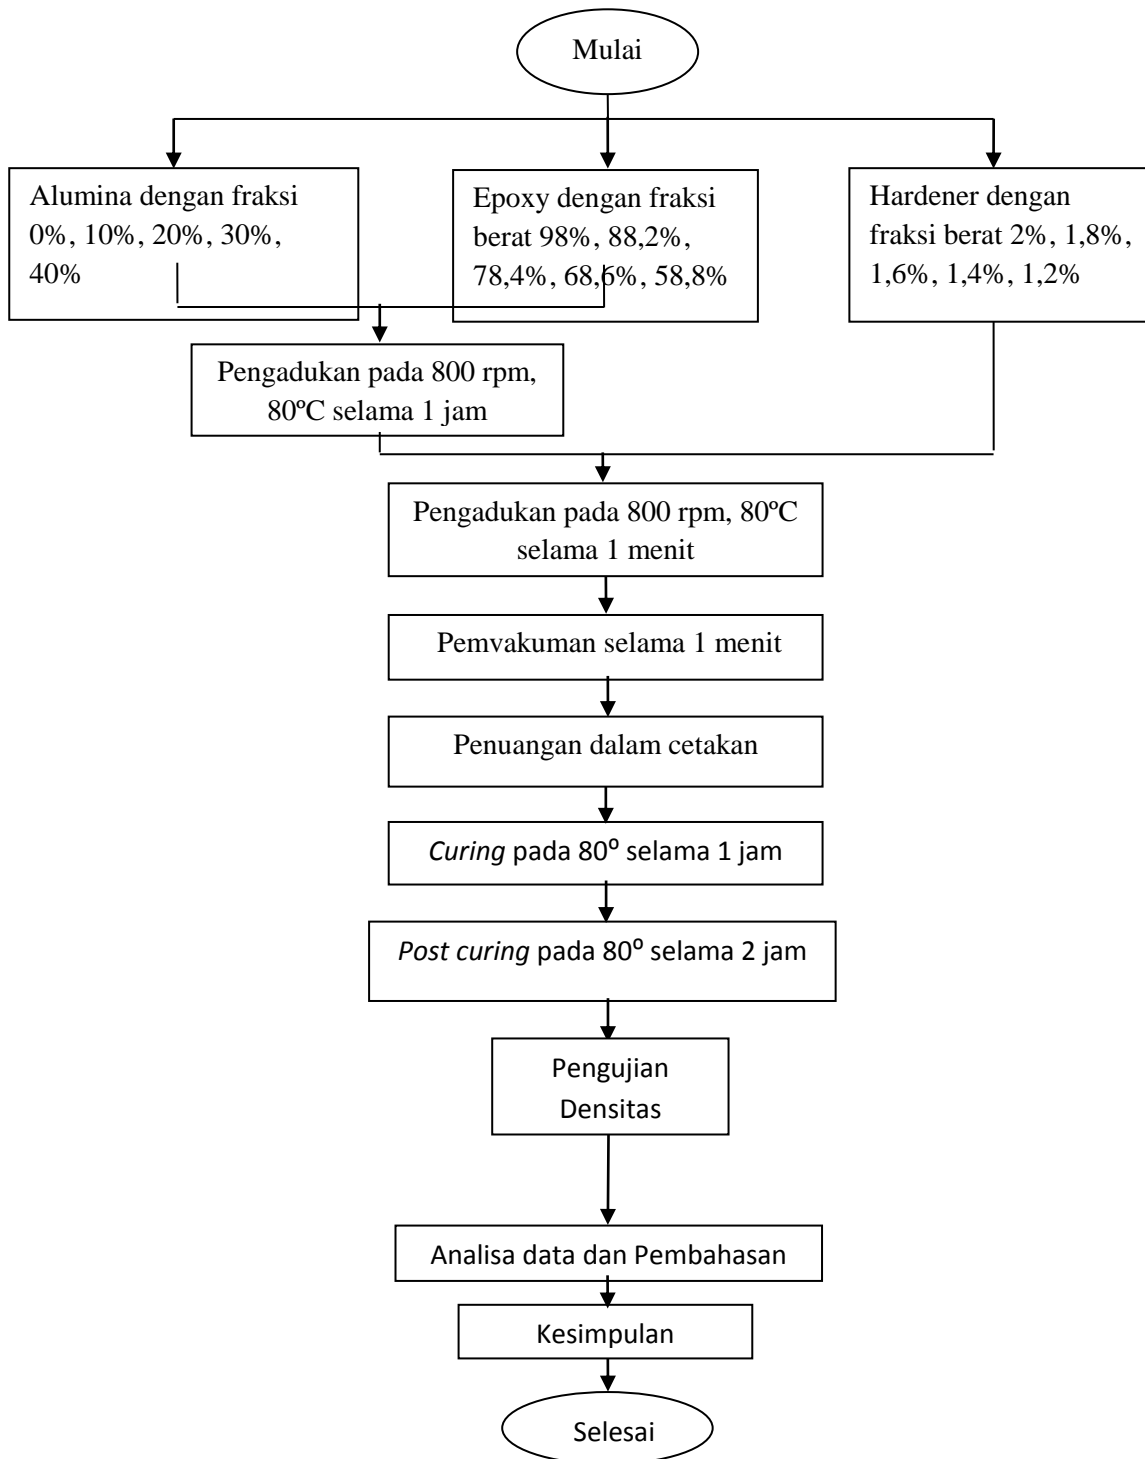 Mulai
Alumina dengan fraksi
0%, 10%, 20%, 30%,
40%
Epoxy dengan fraksi
berat 98%, 88,2%,
78,4%, 68,6%, 58,8%
Hardener dengan
fraksi berat 2%, 1,8%,
1,6%, 1,4%, 1,2%
Pengadukan pada 800 rpm,
80ºC selama 1 jam
Pengadukan pada 800 rpm, 80ºC
selama 1 menit
Pemvakuman selama 1 menit
Penuangan dalam cetakan
Curing pada 80⁰ selama 1 jam
Post curing pada 80⁰ selama 2 jam
Pengujian
Densitas
Analisa data dan Pembahasan
Kesimpulan
Selesai